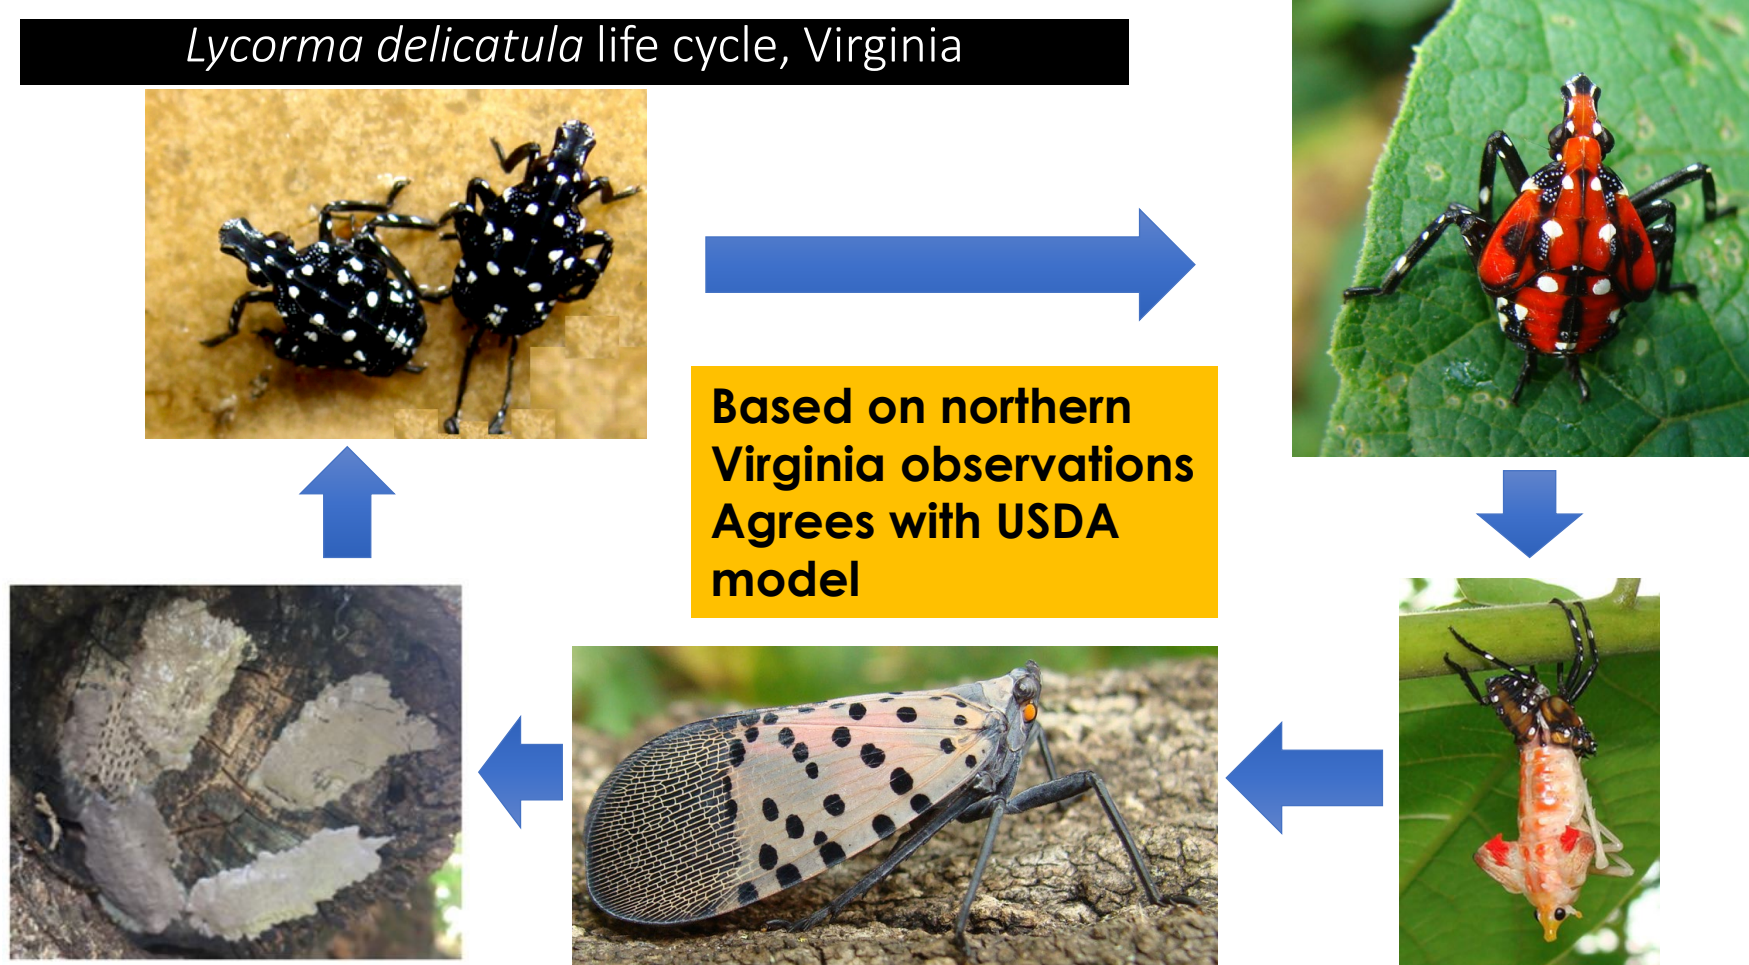 Lycorma delicatula life cycle, Virginia
Based on northern
Virginia observations
Agrees with USDA
model